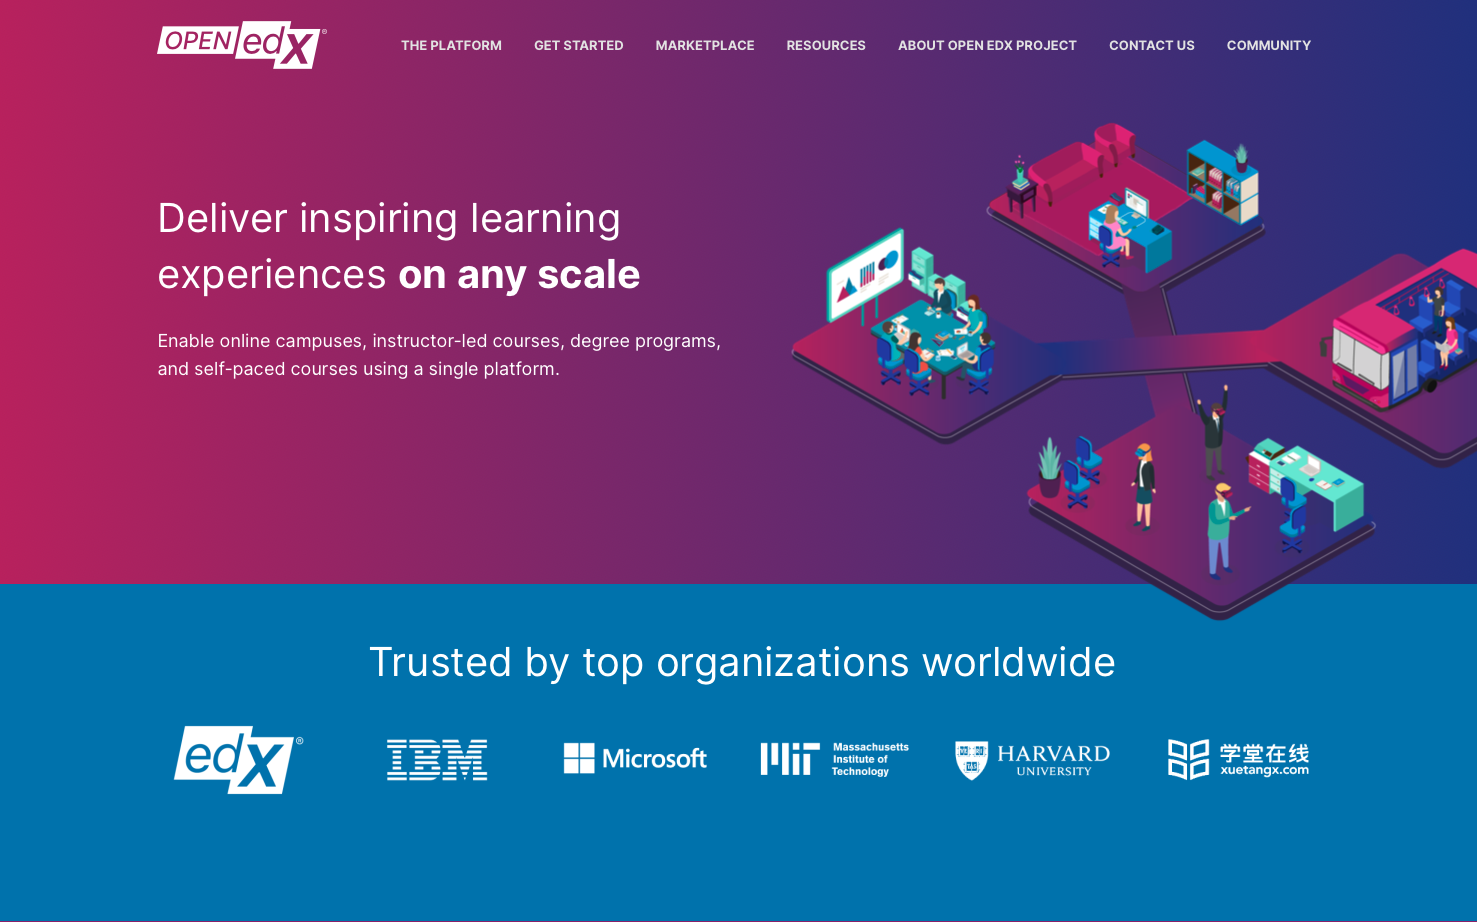 OPEN edX ®
THE PLATFORM GET STARTED MARKETPLACE RESOURCES ABOUT OPEN EDX PROJECT CONTACT US COMMUNITY
Deliver inspiring learning
experiences on any scale
Enable online campuses, instructor-led courses, degree programs,
and self-paced courses using a single platform.
Trusted by top organizations worldwide
edX ®
IBM
Microsoft
MIT
Massachusetts
Institute of
Technology
VE RI TAS
HARVARD
UNIVERSITY
学堂在线
xuetangx.com